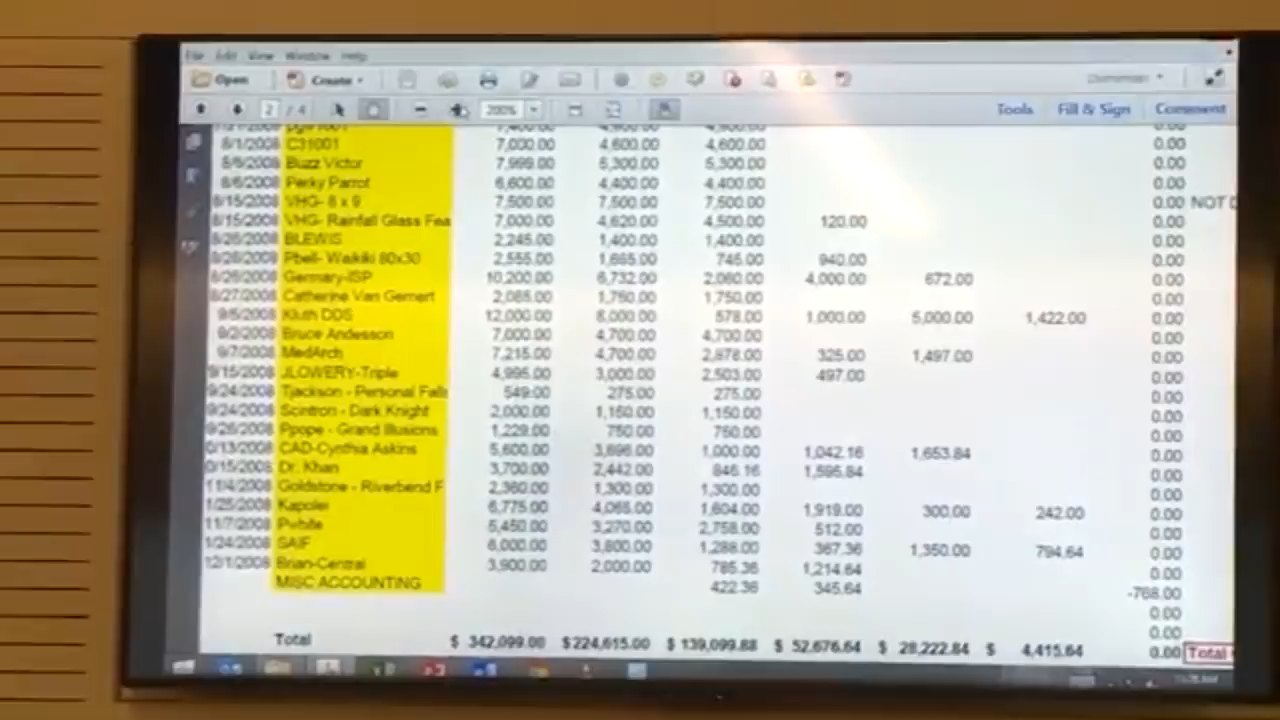 File Edit View Window Help
Open Create
2 / 4 200% Tools Fill & Sign Comment
0.00
8/1/2008 C31001 7,000.00 4,600.00 4,600.00 0.00
8/5/2008 Buzz Victor 7,999.00 5,300.00 5,300.00 0.00
8/6/2008 Perky Parrot 6,600.00 4,400.00 4,400.00 0.00
8/15/2008 VHG- 8 x 9 7,500.00 7,500.00 7,500.00 0.00 NOT
8/15/2008 VHG- Rainfall Glass Fea 7,000.00 4,620.00 4,500.00 120.00 0.00
8/26/2008 BLEWIS 2,245.00 1,400.00 1,400.00 0.00
8/26/2008 Pbell- Waikiki 80x30 2,555.00 1,665.00 745.00 940.00 0.00
8/26/2008 Germary-ISP 10,200.00 6,732.00 2,060.00 4,000.00 672.00 0.00
8/27/2008 Catherine Van Gemert 2,065.00 1,750.00 1,750.00 0.00
9/5/2008 Kluth DDS 12,000.00 8,000.00 578.00 1,000.00 5,000.00 1,422.00 0.00
9/2/2008 Bruce Andesson 7,000.00 4,700.00 4,700.00 0.00
9/7/2008 MedArch 7,215.00 4,700.00 2,878.00 325.00 1,497.00 0.00
9/15/2008 JLOWERY-Triple 4,995.00 3,000.00 2,503.00 497.00 0.00
9/24/2008 Tjackson - Personal Falls 549.00 275.00 275.00 0.00
9/24/2008 Scintron - Dark Knight 2,000.00 1,150.00 1,150.00 0.00
9/26/2008 Ppope - Grand Illusions 1,229.00 750.00 750.00 0.00
0/13/2008 CAD-Cynthia Askins 5,600.00 3,696.00 1,000.00 1,042.16 1,653.84 0.00
0/15/2008 Dr. Khan 3,700.00 2,442.00 846.16 1,595.84 0.00
11/4/2008 Goldstone - Riverbend F 2,360.00 1,300.00 1,300.00 0.00
1/25/2008 Kapoler 6,775.00 4,065.00 1,604.00 1,919.00 300.00 242.00 0.00
11/7/2008 Pwhite 5,450.00 3,270.00 2,758.00 512.00 0.00
1/24/2008 SAIF 6,000.00 3,800.00 1,288.00 367.36 1,350.00 794.64 0.00
12/1/2008 Brian-Central 3,900.00 2,000.00 785.36 1,214.64 0.00
MISC ACCOUNTING 422.36 345.64 -768.00
0.00
0.00
Total $ 342,099.00 $224,615.00 $ 139,099.88 $ 52,676.64 $ 28,222.84 $ 4,415.64 0.00 Total